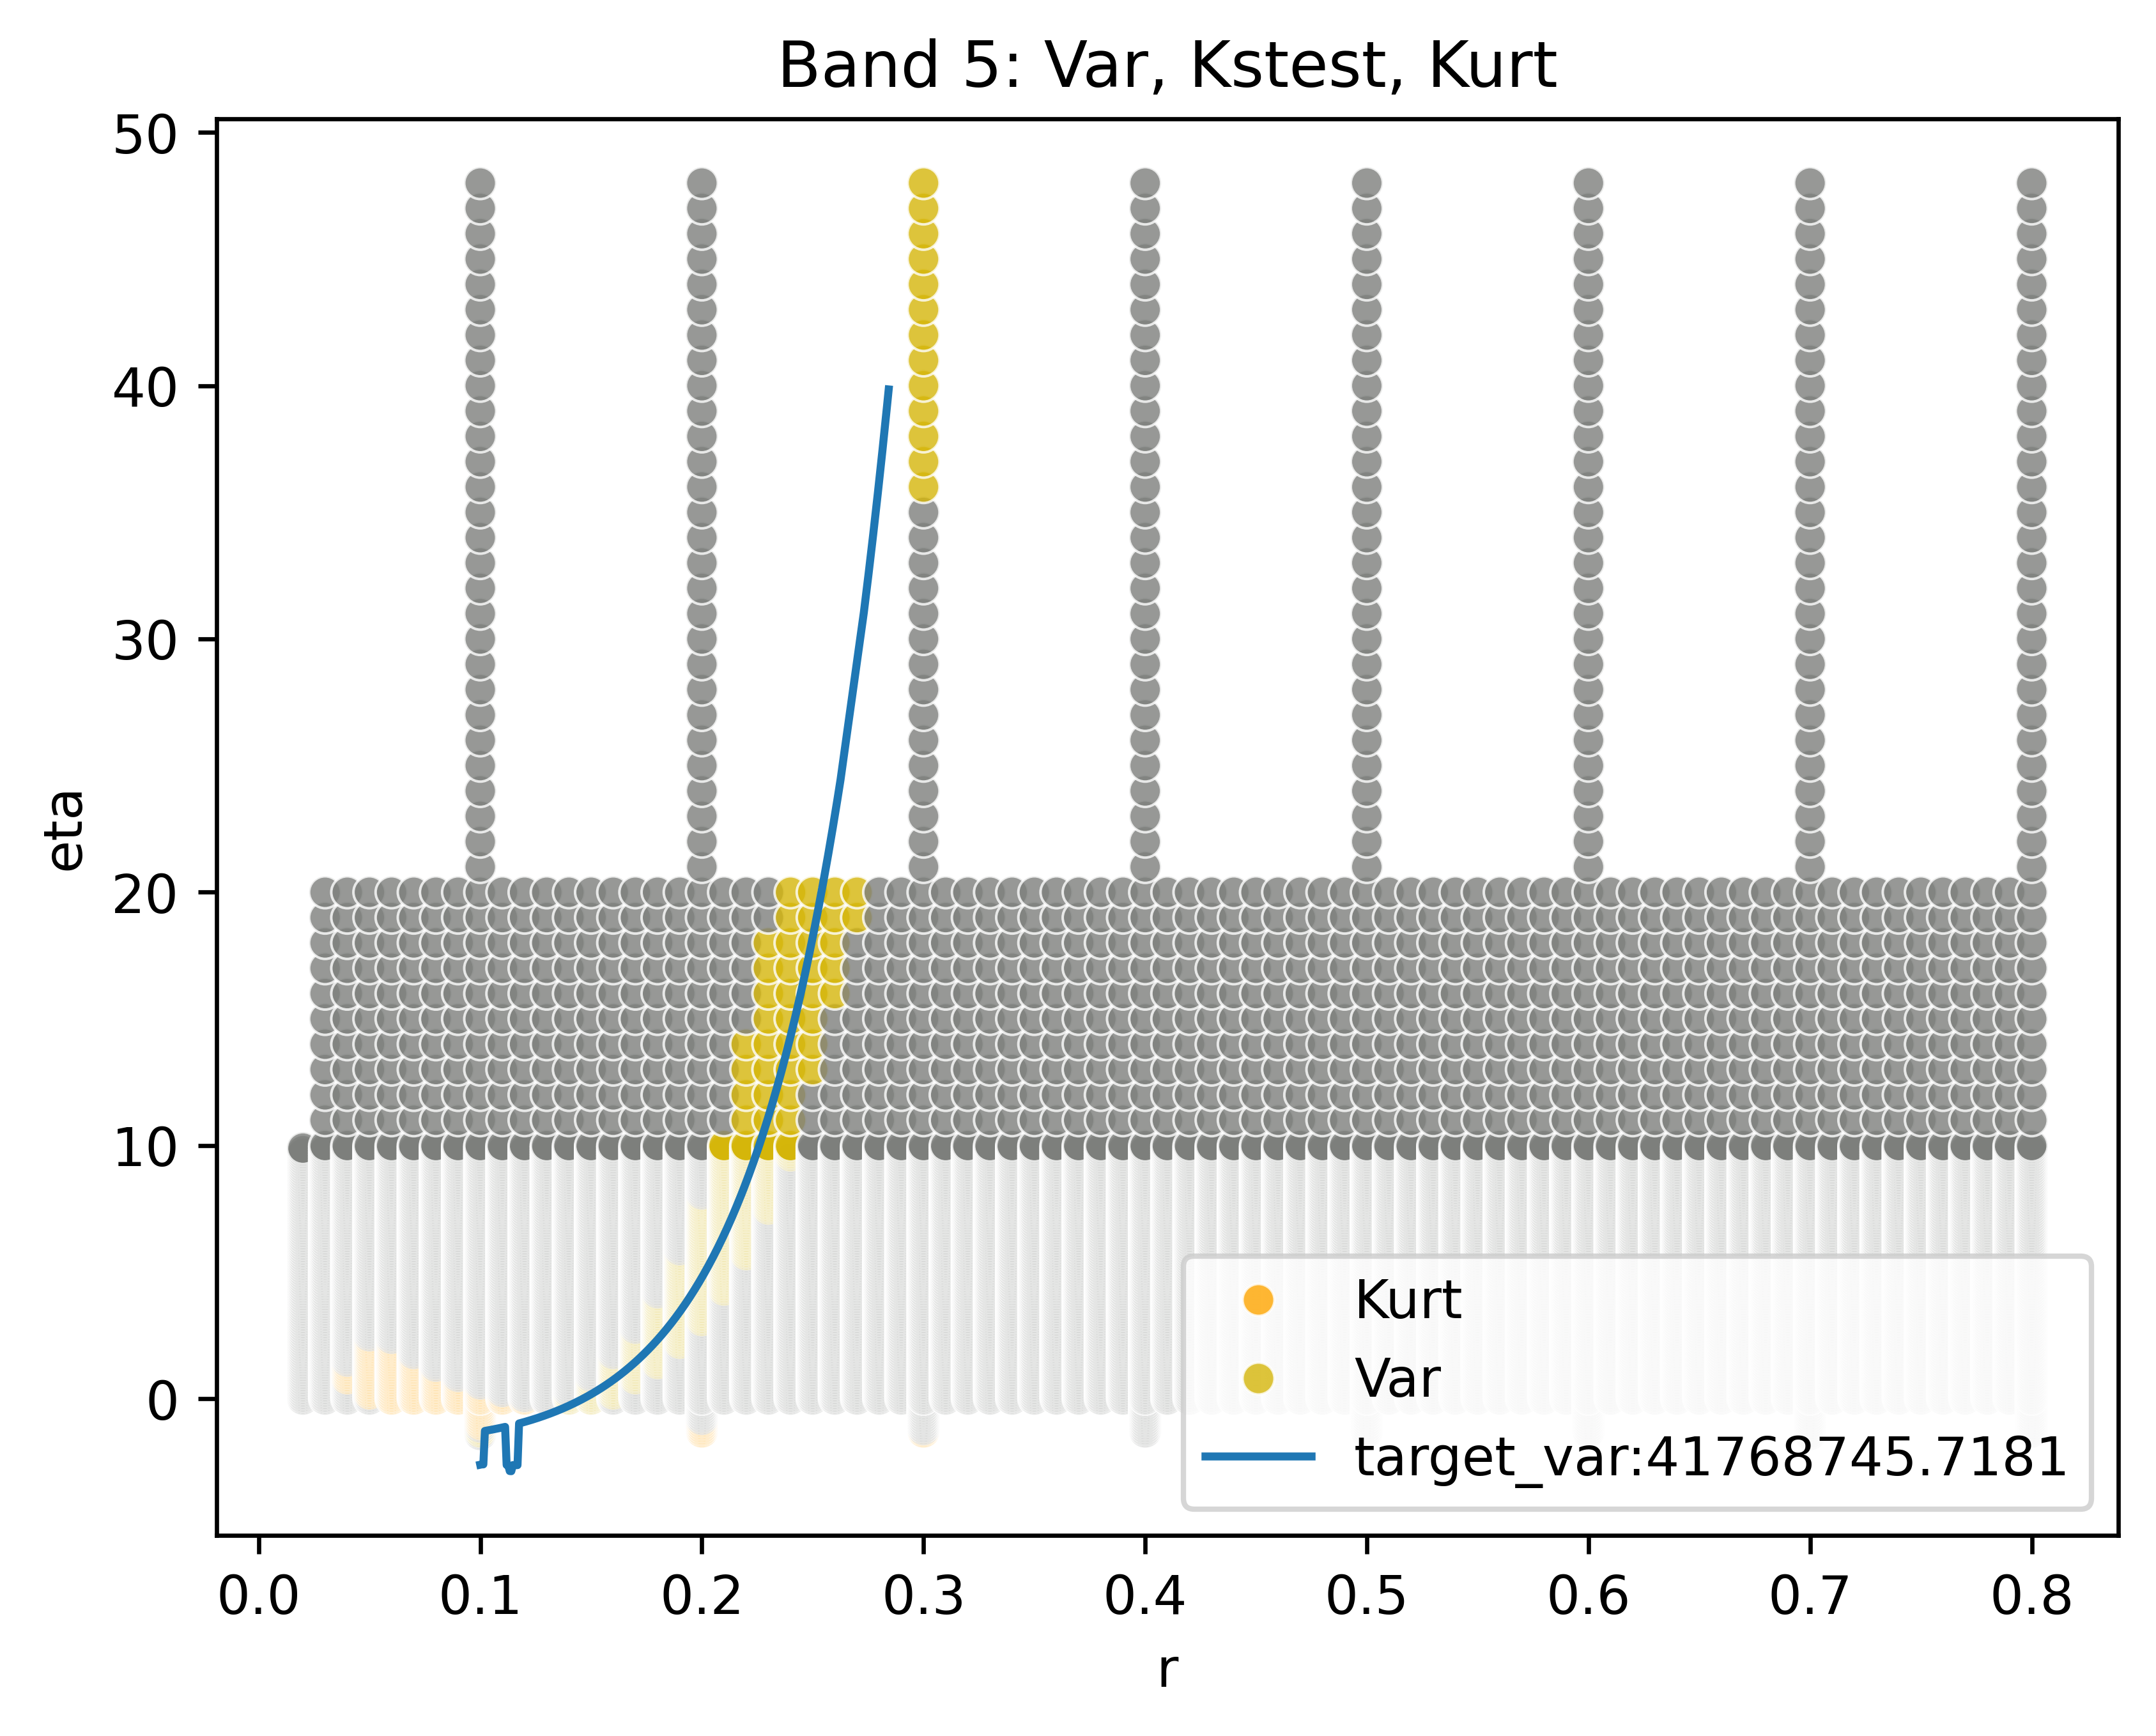 Band 5: Var, Kstest, Kurt
50
40
30
20
10
0
eta
Kurt
Var
target_var:41768745.7181
0.0 0.1 0.2 0.3 0.4 0.5 0.6 0.7 0.8
r